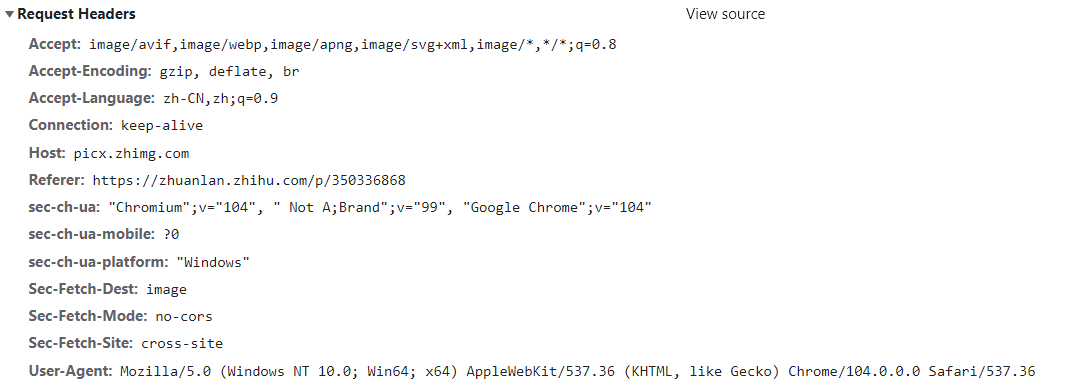 ▼Request Headers View source
Accept: image/avif,image/webp,image/apng,image/svg+xml,image/*,*/*;q=0.8
Accept-Encoding: gzip, deflate, br
Accept-Language: zh-CN,zh;q=0.9
Connection: keep-alive
Host: picx.zhimg.com
Referer: https://zhuanlan.zhihu.com/p/350336868
sec-ch-ua: "Chromium";v="104", " Not A;Brand";v="99", "Google Chrome";v="104"
sec-ch-ua-mobile: ?0
sec-ch-ua-platform: "Windows"
Sec-Fetch-Dest: image
Sec-Fetch-Mode: no-cors
Sec-Fetch-Site: cross-site
User-Agent: Mozilla/5.0 (Windows NT 10.0; Win64; x64) AppleWebKit/537.36 (KHTML, like Gecko) Chrome/104.0.0.0 Safari/537.36